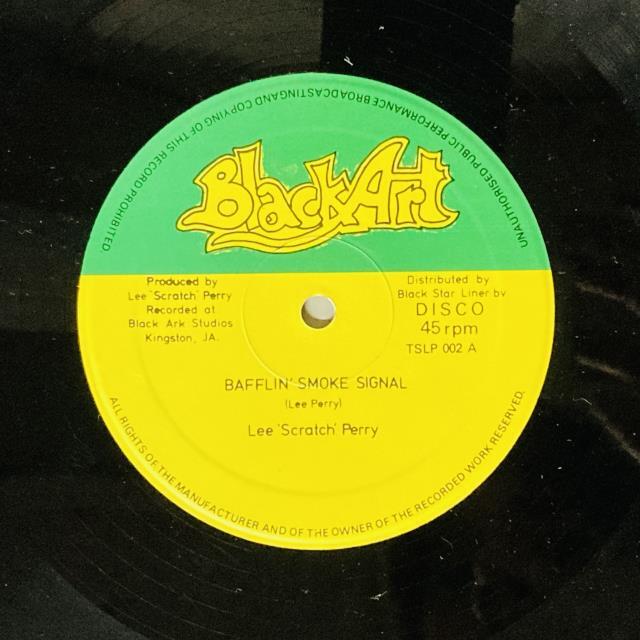 UNAUTHORISED PUBLIC PERFORMANCE BROADCASTINGAND COPYING OF THIS RECORD PROHIBITED
BlackArt
Produced by
Lee 'Scratch' Perry
Recorded at
Black Ark Studios
Kingston, JA.
Distributed by
Black Star Liner bv
DISCO
45 rpm
TSLP 002 A
BAFFLIN' SMOKE SIGNAL
(Lee Perry)
Lee 'Scratch' Perry
ALL RIGHTS OF THE MANUFACTURER AND OF THE OWNER OF THE RECORDED WORK RESERVED.